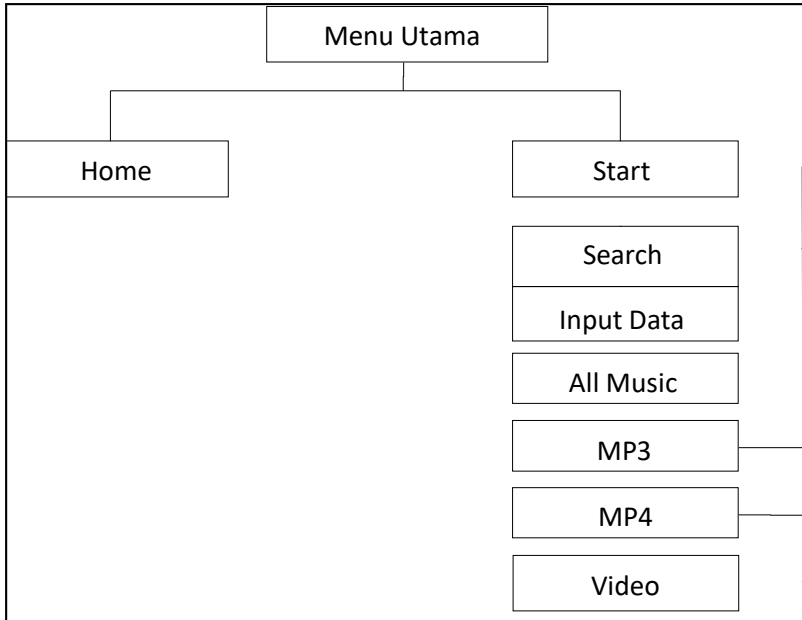 Menu Utama
Home
Start
Search
Input Data
All Music
MP3
MP4
Video